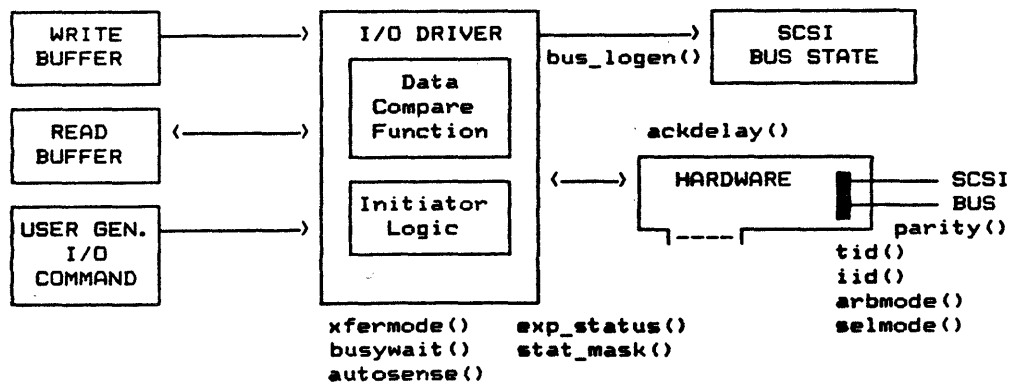 WRITE
BUFFER
I/O DRIVER
bus_logen()
SCSI
BUS STATE
Data
Compare
Function
READ
BUFFER
ackdelay()
HARDWARE
SCSI
BUS
parity()
Initiator
Logic
USER GEN.
I/O
COMMAND
tid()
iid()
arbmode()
selmode()
xfermode() exp_status()
busywait() stat_mask()
autosense()